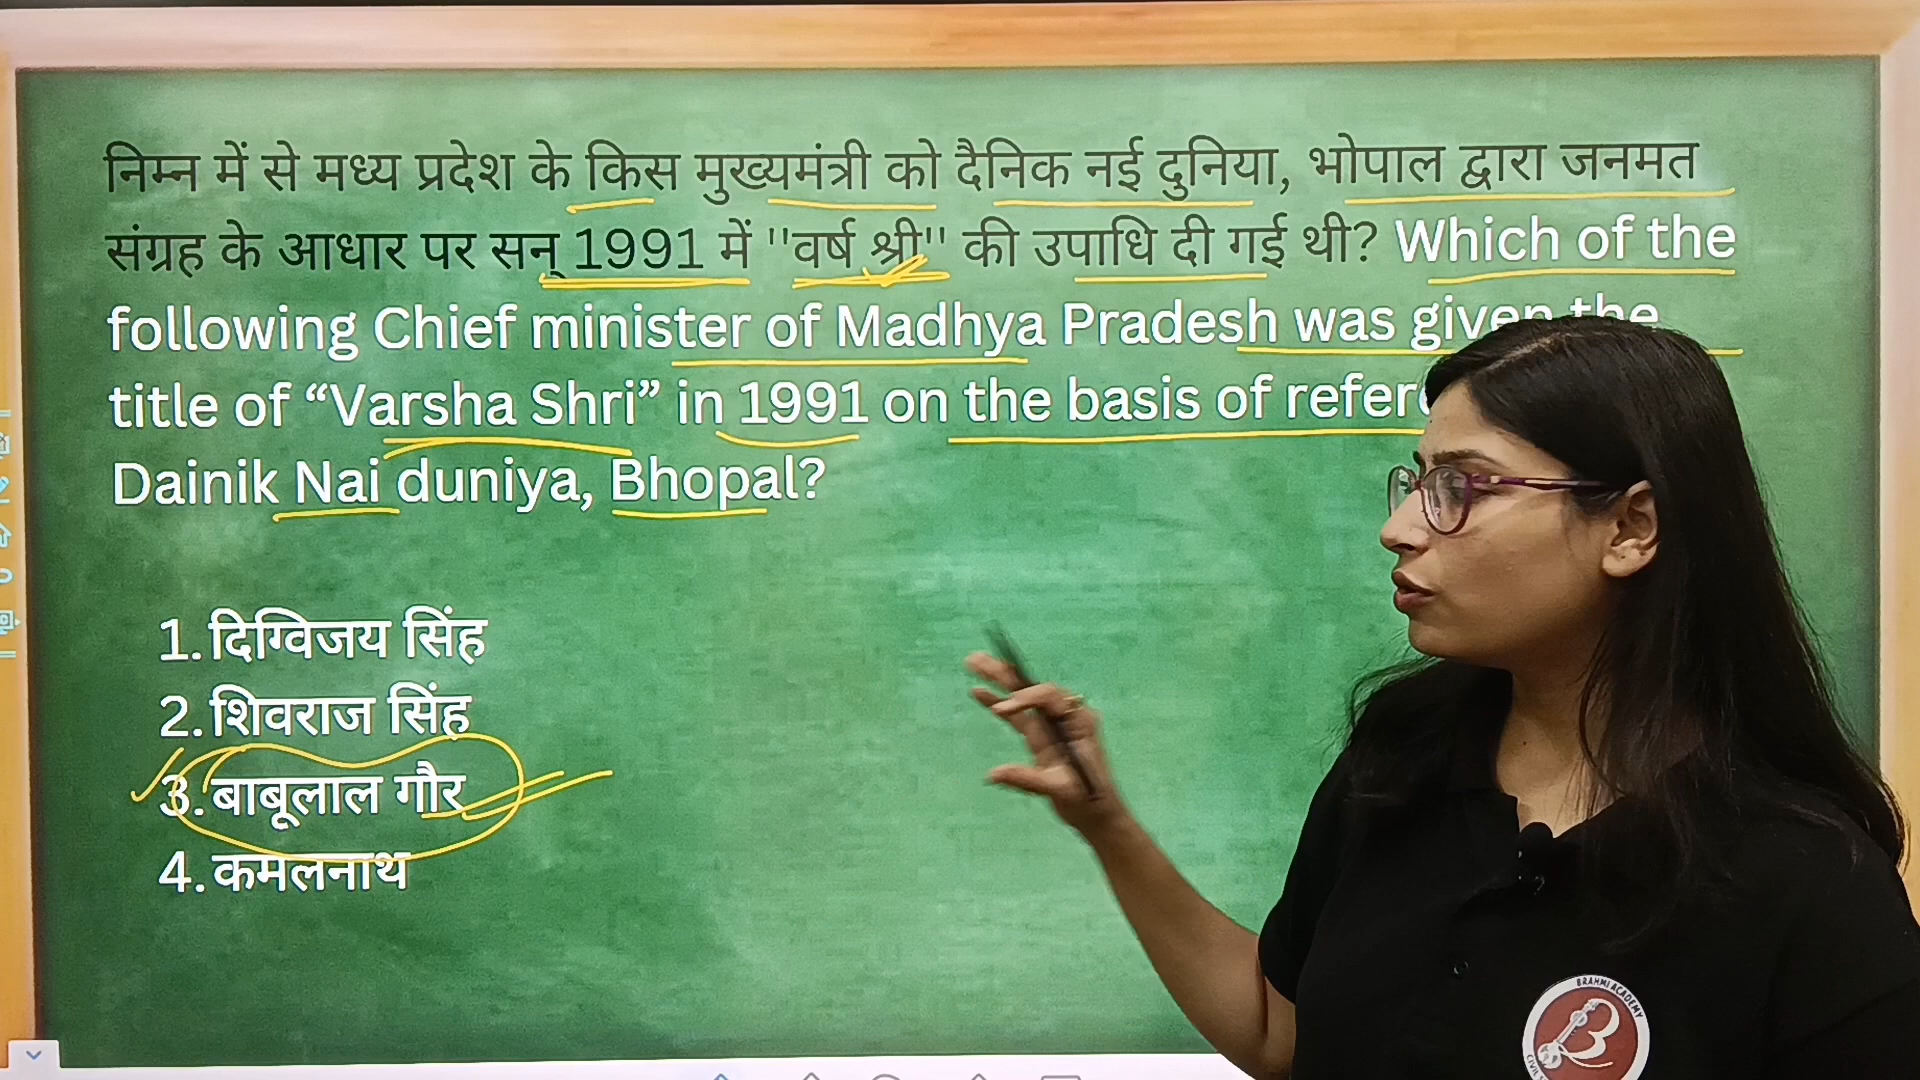 निम्न में से मध्य प्रदेश के किस मुख्यमंत्री को दैनिक नई दुनिया, भोपाल द्वारा जनमत
संग्रह के आधार पर सन् 1991 में "वर्ष श्री" की उपाधि दी गई थी? Which of the
following Chief minister of Madhya Pradesh was given the
title of “Varsha Shri” in 1991 on the basis of
Dainik Nai duniya, Bhopal?
1. दिग्विजय सिंह
2. शिवराज सिंह
3. बाबूलाल गौर
4. कमलनाथ
BRAHMI ACADEMY